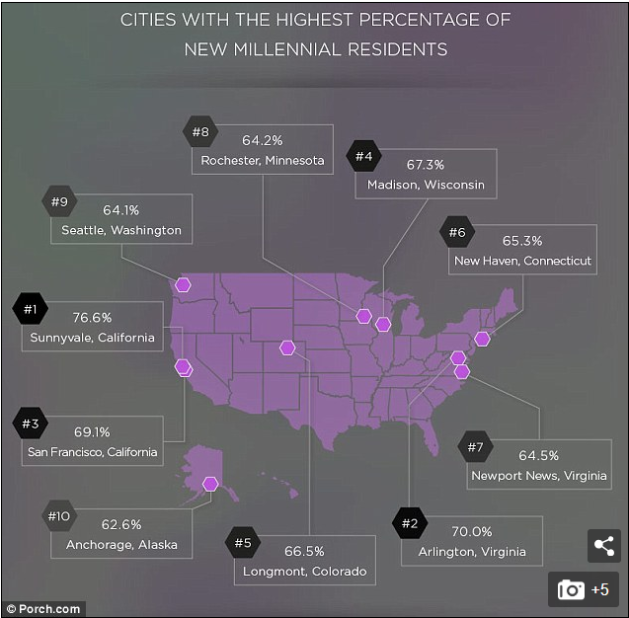 CITIES WITH THE HIGHEST PERCENTAGE OF
NEW MILLENNIAL RESIDENTS
#8
64.2%
Rochester, Minnesota
#4
67.3%
Madison, Wisconsin
#9
64.1%
Seattle, Washington
#6
65.3%
New Haven, Connecticut
#1
76.6%
Sunnyvale, California
#3
69.1%
San Francisco, California
#7
64.5%
Newport News, Virginia
#10
62.6%
Anchorage, Alaska
#5
66.5%
Longmont, Colorado
#2
70.0%
Arlington, Virginia
+5
© Porch.com